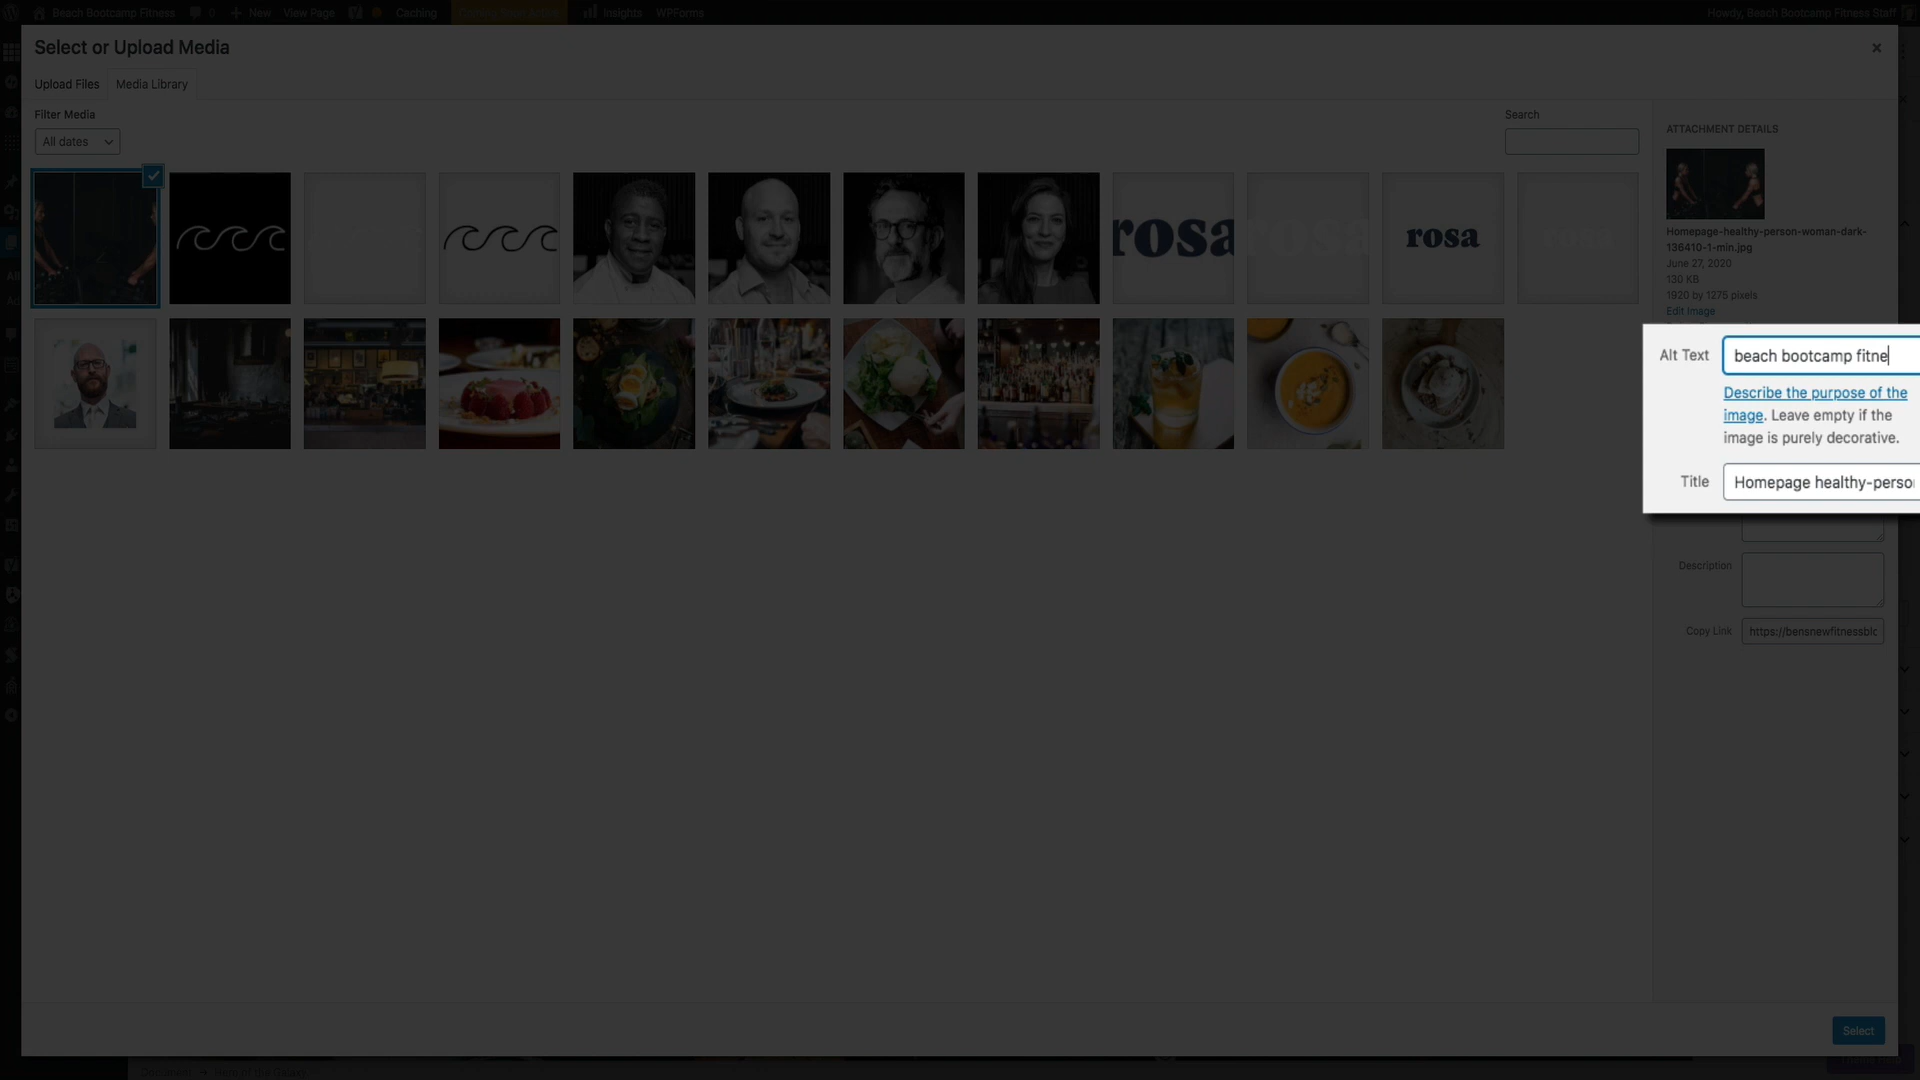 Beach Bootcamp Fitness 0 New View Page Caching Insights WPForms Howdy, Beach Bootcamp Fitness Staff
Select or Upload Media
Upload Files Media Library
Filter Media
All dates
Search
rosa
rosa
rosa
ATTACHMENT DETAILS
Homepage-healthy-person-woman-dark-
136410-1-min.jpg
June 27, 2020
130 KB
1920 by 1275 pixels
Edit Image
Alt Text beach bootcamp fitne
Describe the purpose of the
image. Leave empty if the
image is purely decorative.
Title Homepage healthy-perso
Description
Copy Link https://bensnewfitnessblo
Select